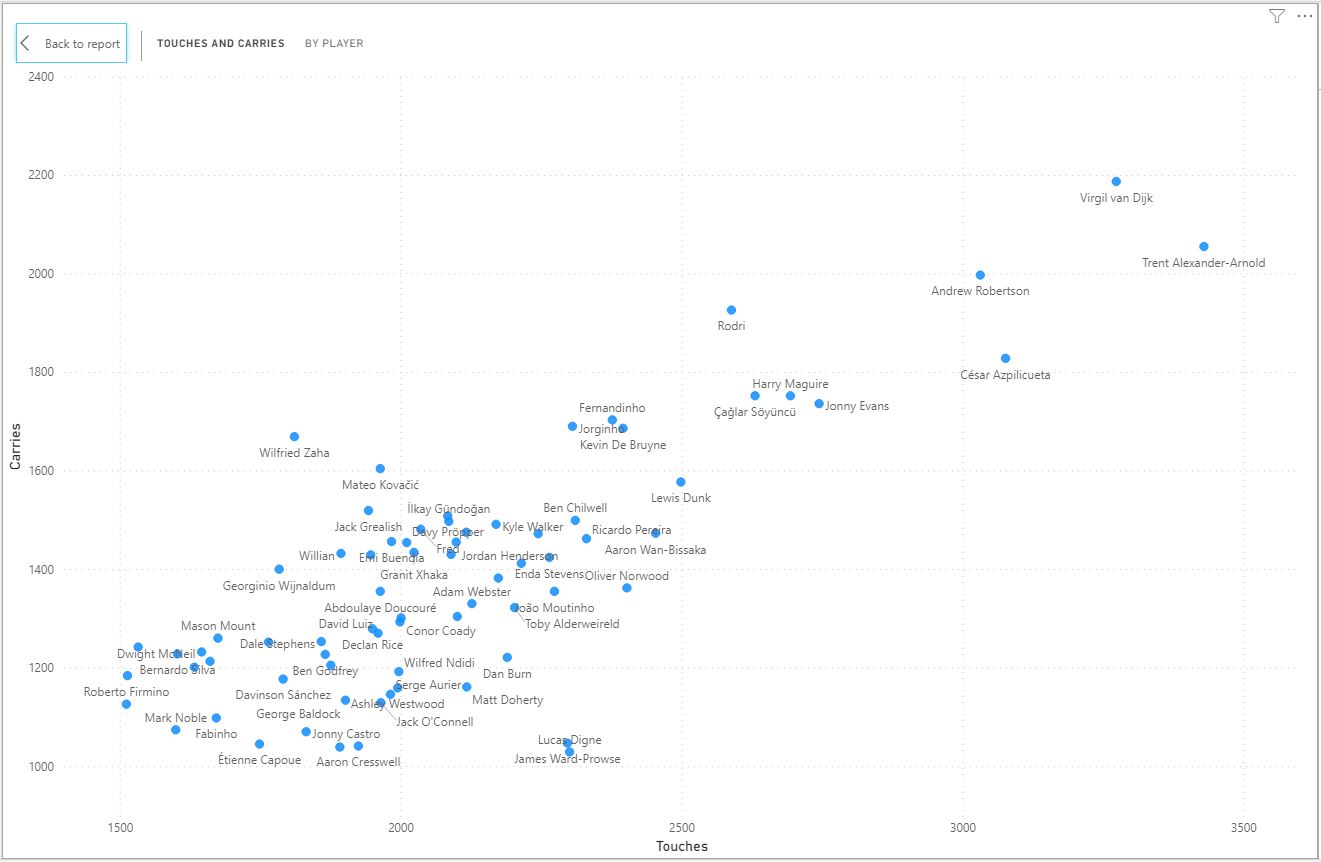 Back to report
TOUCHES AND CARRIES BY PLAYER
2400
2200
2000
1800
1600
1400
1200
1000
Carries
Virgil van Dijk
Trent Alexander-Arnold
Andrew Robertson
Rodri
César Azpilicueta
Harry Maguire
Çağlar Söyüncü
Jonny Evans
Fernandinho
Jorginho
Kevin De Bruyne
Wilfried Zaha
Mateo Kovačić
Lewis Dunk
İlkay Gündoğan
Ben Chilwell
Jack Grealish
Davy Pröpper
Kyle Walker
Ricardo Pereira
Fred
Aaron Wan-Bissaka
Willian
Emi Buendía
Jordan Henderson
Granit Xhaka
Enda Stevens
Oliver Norwood
Georginio Wijnaldum
Adam Webster
Abdoulaye Doucouré
João Moutinho
David Luiz
Toby Alderweireld
Mason Mount
Conor Coady
Dale Stephens
Declan Rice
Dwight McNeil
Bernardo Silva
Ben Godfrey
Wilfred Ndidi
Dan Burn
Roberto Firmino
Davinson Sánchez
Serge Aurier
Matt Doherty
Ashley Westwood
George Baldock
Mark Noble
Jack O'Connell
Fabinho
Jonny Castro
Lucas Digne
Étienne Capoue
Aaron Cresswell
James Ward-Prowse
1500 2000 2500 3000 3500
Touches